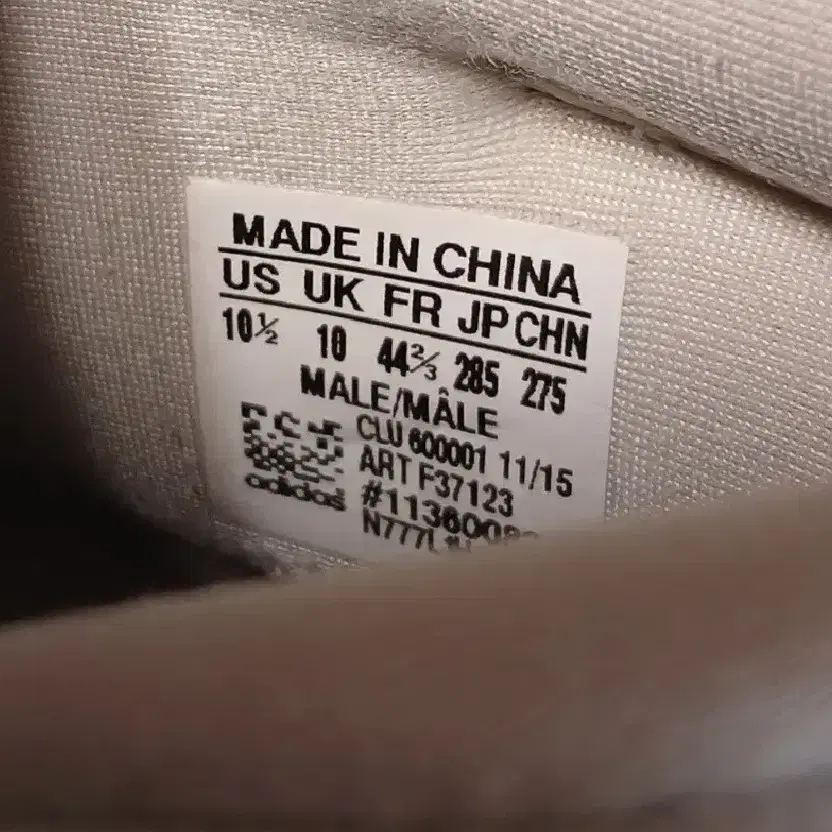 MADE IN CHINA
US UK FR JP CHN
10½ 10 44⅔ 285 275
MALE/MÂLE
CLU 600001 11/15
ART F37123
adidas